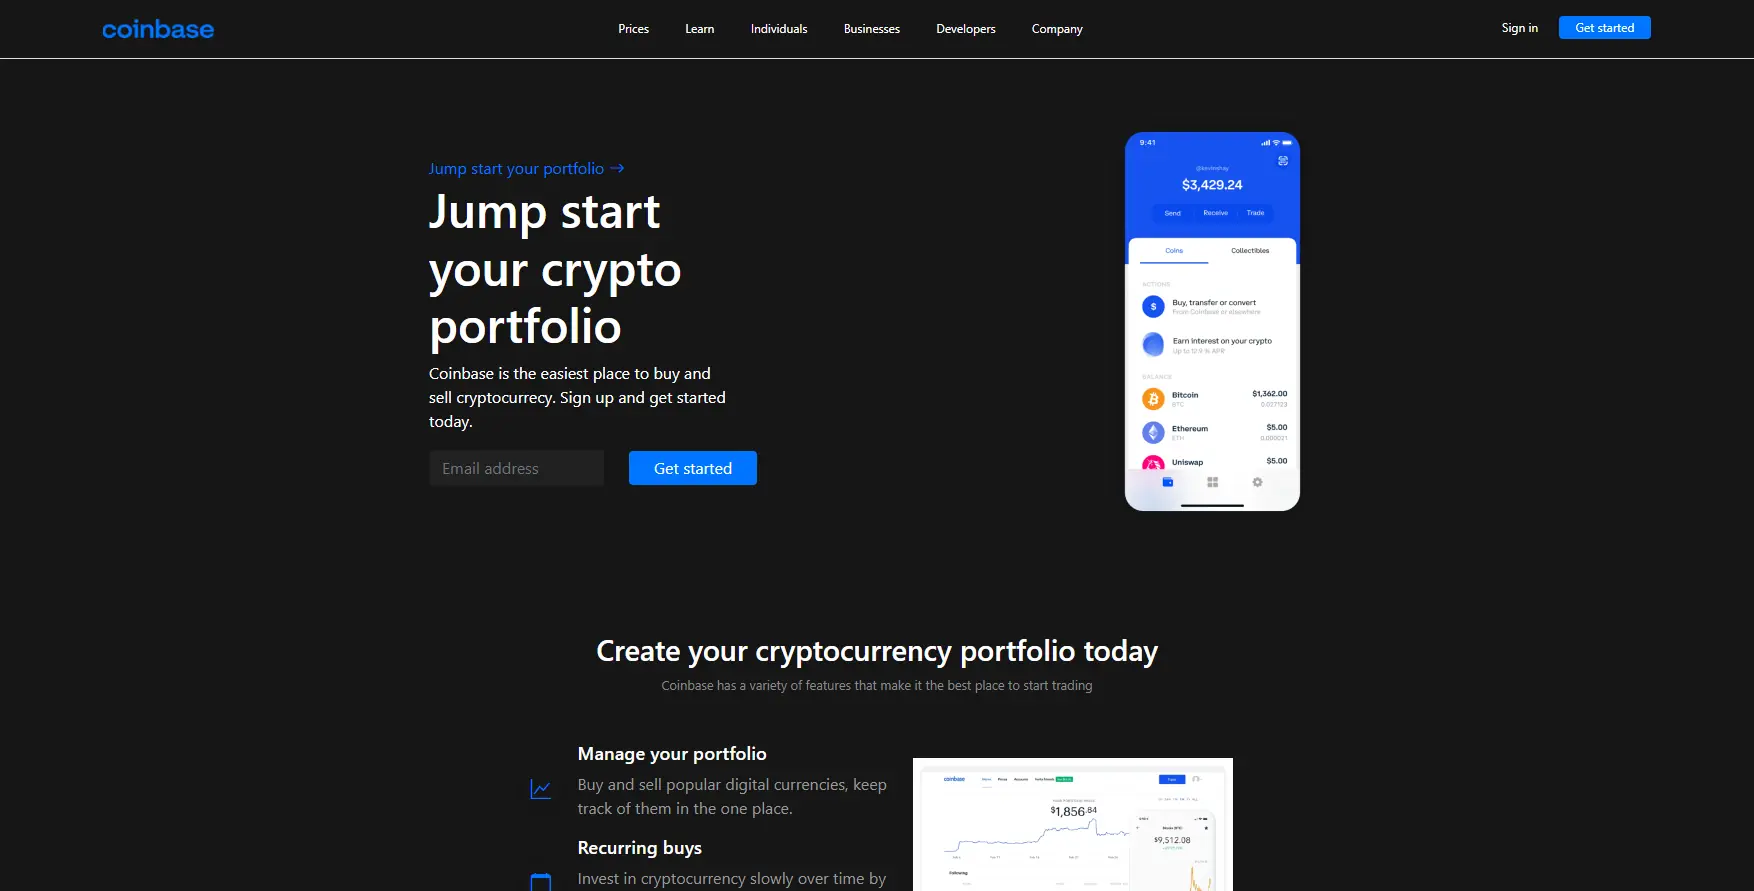 coinbase
Prices Learn Individuals Businesses Developers Company
Sign in Get started
Jump start your portfolio →
Jump start
your crypto
portfolio
Coinbase is the easiest place to buy and
sell cryptocurrecy. Sign up and get started
today.
Email address Get started
9:41
@kevinshay
$3,429.24
Send Receive Trade
Coins Collectibles
ACTIONS
Buy, transfer or convert
From Coinbase or elsewhere
Earn interest on your crypto
Up to 12.9 % APR
BALANCE
Bitcoin $1,362.00
BTC 0.027123
Ethereum $5.00
ETH 0.000021
Uniswap $5.00
Create your cryptocurrency portfolio today
Coinbase has a variety of features that make it the best place to start trading
Manage your portfolio
Buy and sell popular digital currencies, keep
track of them in the one place.
Recurring buys
Invest in cryptocurrency slowly over time by
coinbase Prices Accounts
$1,856.84
$9,512.08
Following